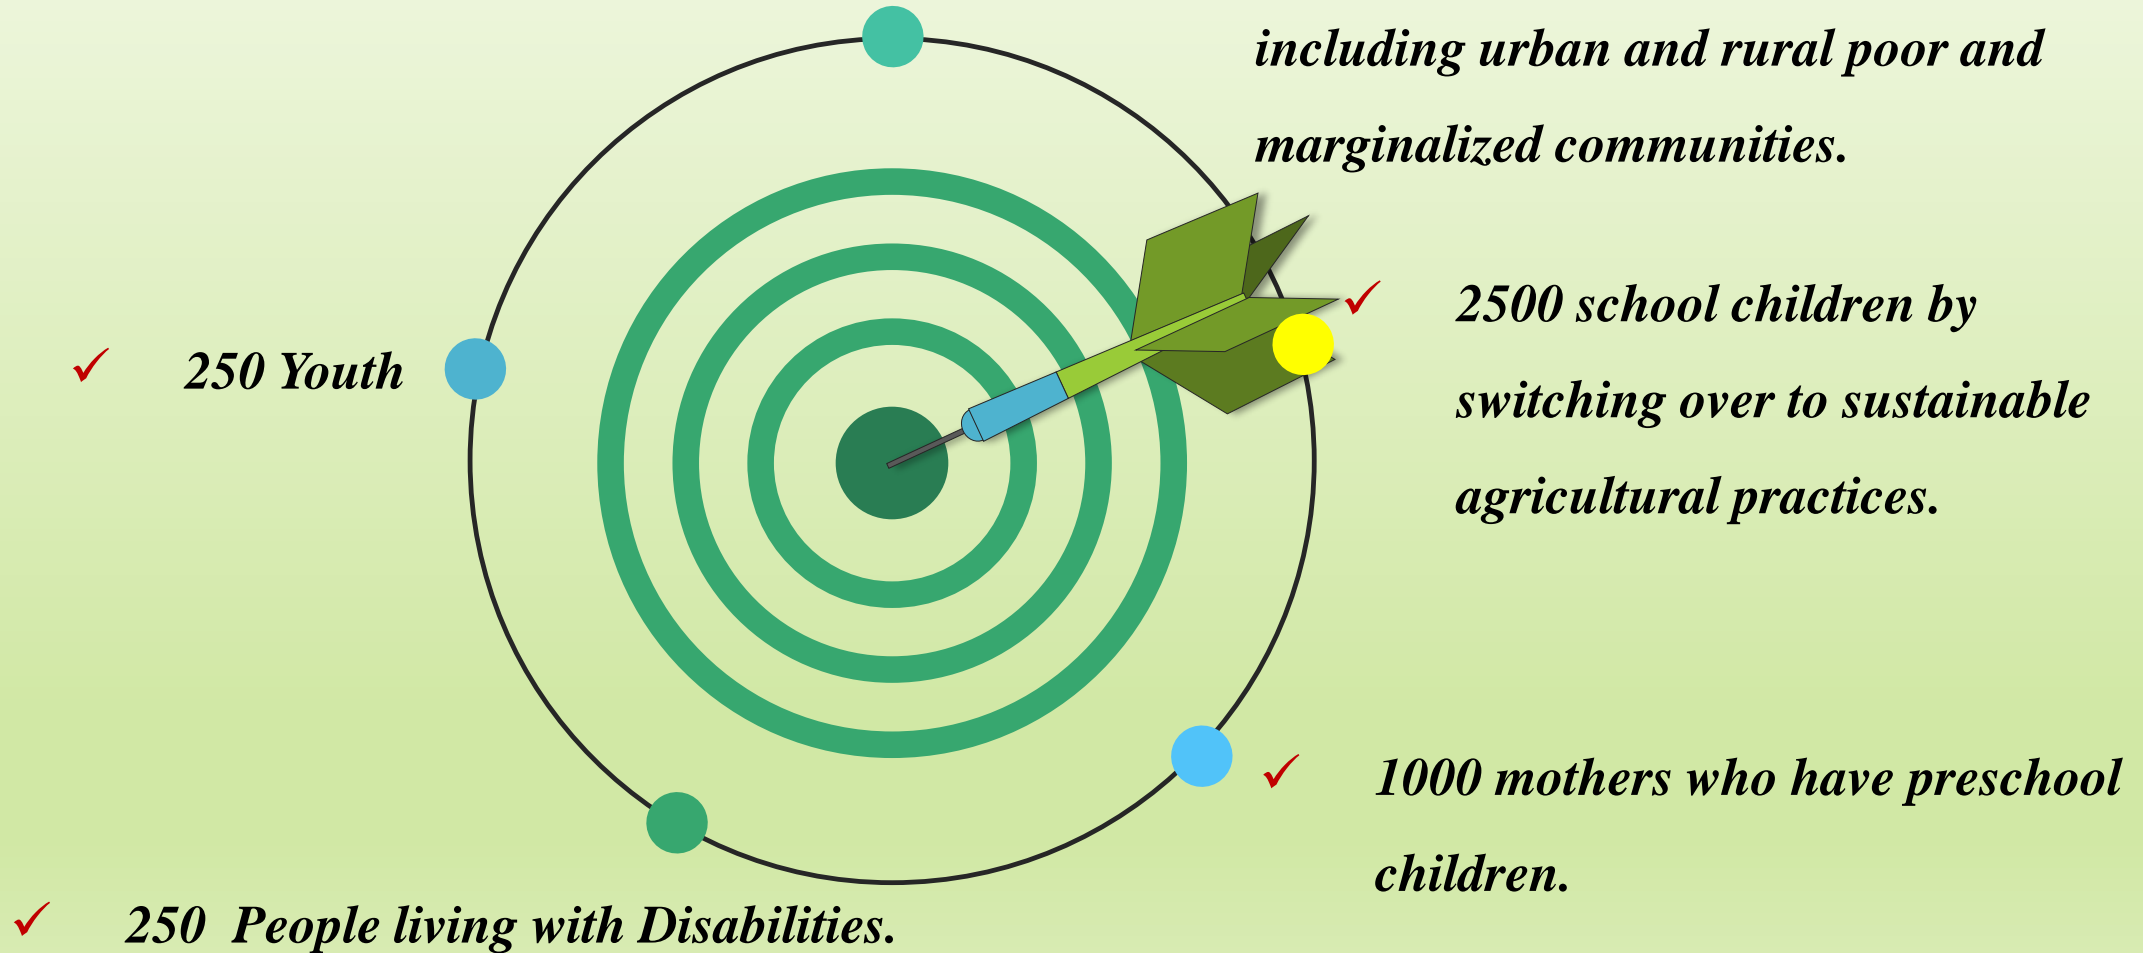 including urban and rural poor and
marginalized communities.
✓ 2500 school children by
switching over to sustainable
agricultural practices.
✓ 250 Youth
✓ 1000 mothers who have preschool
children.
✓ 250 People living with Disabilities.